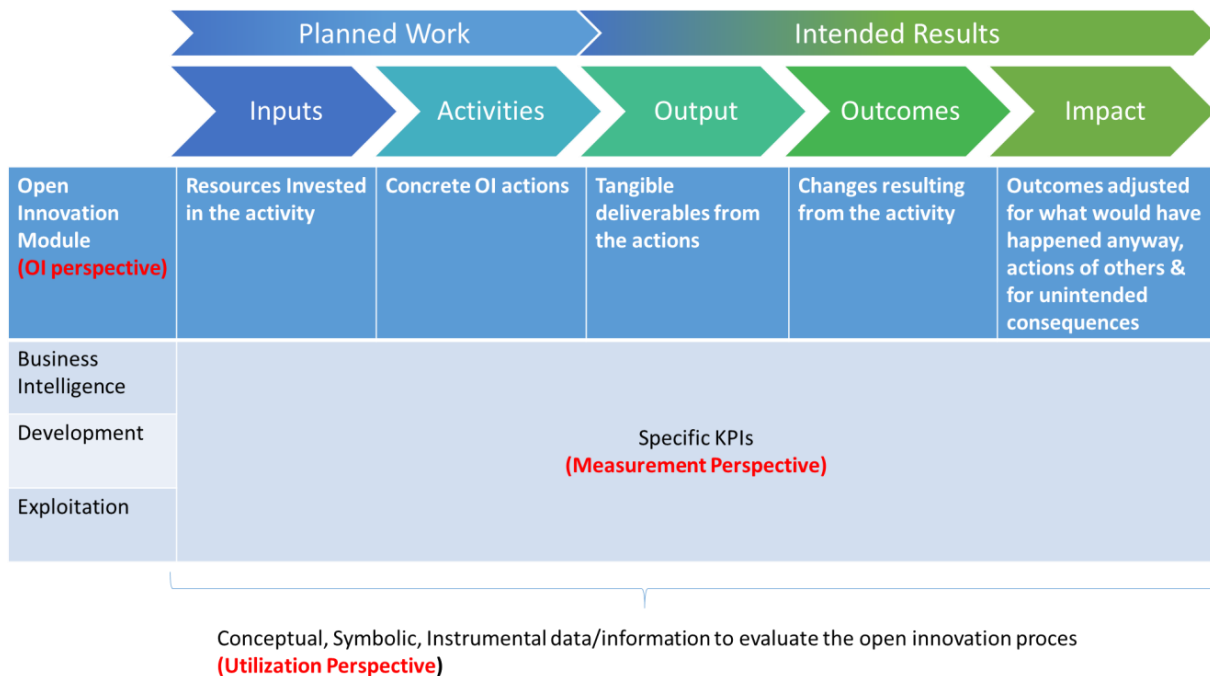 Planned Work
Intended Results
Inputs
Activities
Output
Outcomes
Impact
Open
Innovation
Module
(OI perspective)
Resources Invested
in the activity
Concrete OI actions
Tangible
deliverables from
the actions
Changes resulting
from the activity
Outcomes adjusted
for what would have
happened anyway,
actions of others &
for unintended
consequences
Business
Intelligence
Development
Exploitation
Specific KPIs
(Measurement Perspective)
Conceptual, Symbolic, Instrumental data/information to evaluate the open innovation proces
(Utilization Perspective)